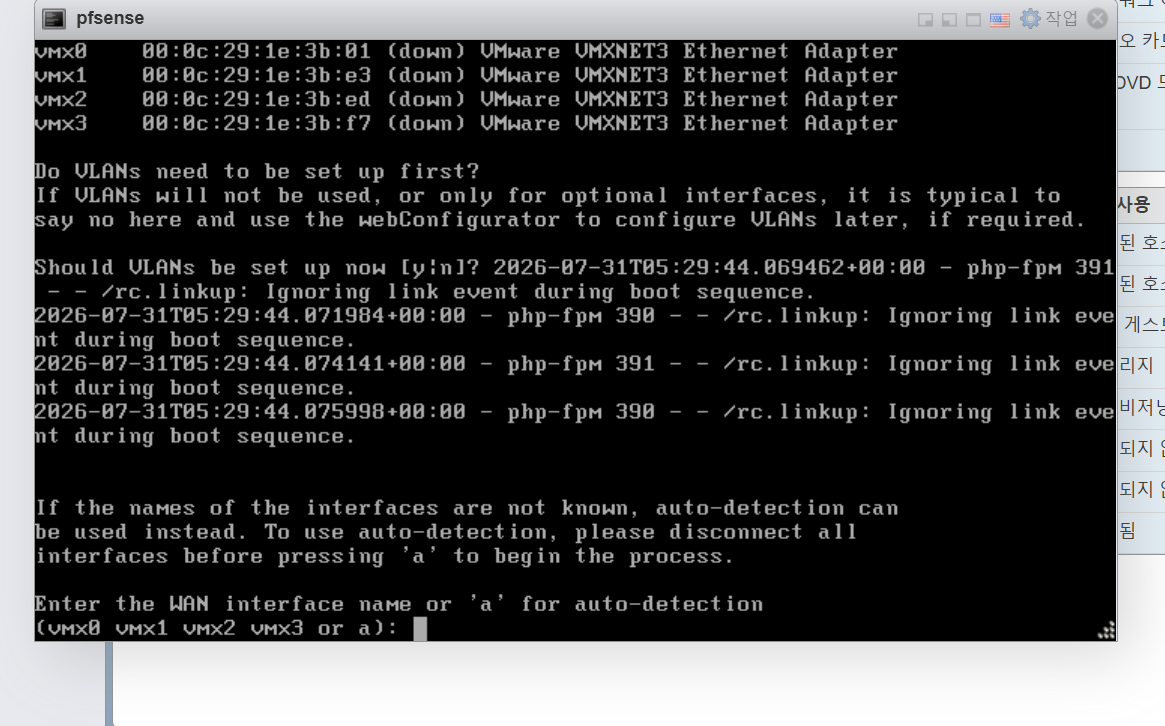 pfsense
작업
vmx0    00:0c:29:1e:3b:01 (down) VMware VMXNET3 Ethernet Adapter
vmx1    00:0c:29:1e:3b:e3 (down) VMware VMXNET3 Ethernet Adapter
vmx2    00:0c:29:1e:3b:ed (down) VMware VMXNET3 Ethernet Adapter
vmx3    00:0c:29:1e:3b:f7 (down) VMware VMXNET3 Ethernet Adapter
Do VLANs need to be set up first?
If VLANs will not be used, or only for optional interfaces, it is typical to
say no here and use the webConfigurator to configure VLANs later, if required.
Should VLANs be set up now [y|n]? 2026-07-31T05:29:44.069462+00:00 - php-fpm 391
 - - /rc.linkup: Ignoring link event during boot sequence.
2026-07-31T05:29:44.071984+00:00 - php-fpm 390 - - /rc.linkup: Ignoring link eve
nt during boot sequence.
2026-07-31T05:29:44.074141+00:00 - php-fpm 391 - - /rc.linkup: Ignoring link eve
nt during boot sequence.
2026-07-31T05:29:44.075998+00:00 - php-fpm 390 - - /rc.linkup: Ignoring link eve
nt during boot sequence.
If the names of the interfaces are not known, auto-detection can
be used instead. To use auto-detection, please disconnect all
interfaces before pressing 'a' to begin the process.
Enter the WAN interface name or 'a' for auto-detection
(vmx0 vmx1 vmx2 vmx3 or a):
사용
된 호
된 호
게스
리지
되지
되지
됨